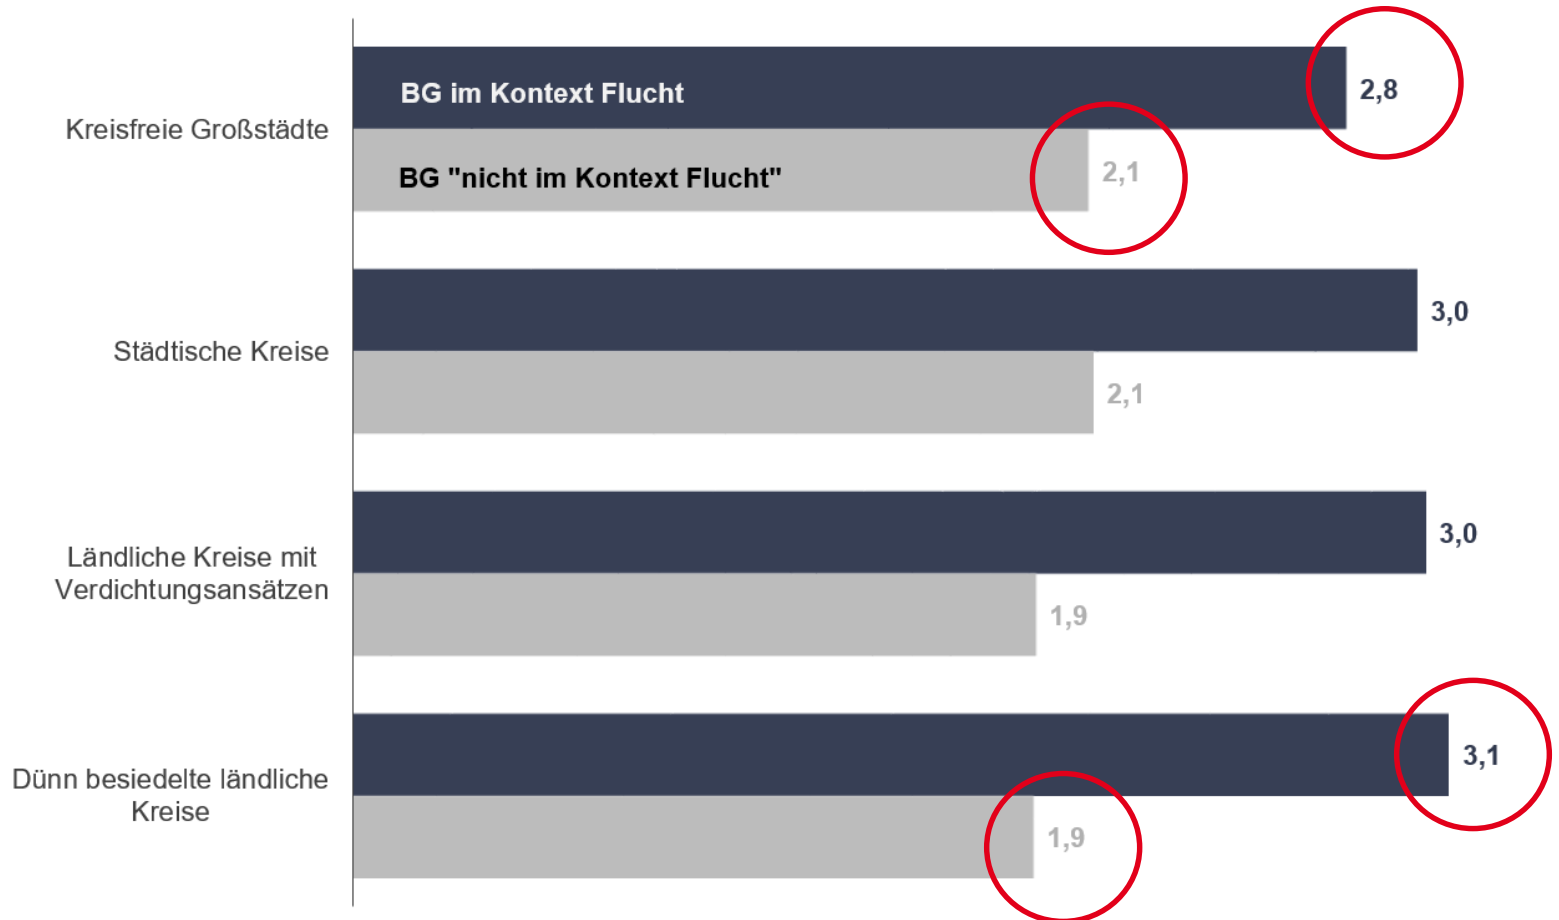 Kreisfreie Großstädte
BG im Kontext Flucht
2,8
BG "nicht im Kontext Flucht"
2,1
Städtische Kreise
3,0
2,1
Ländliche Kreise mit
Verdichtungsansätzen
3,0
1,9
Dünn besiedelte ländliche
Kreise
3,1
1,9